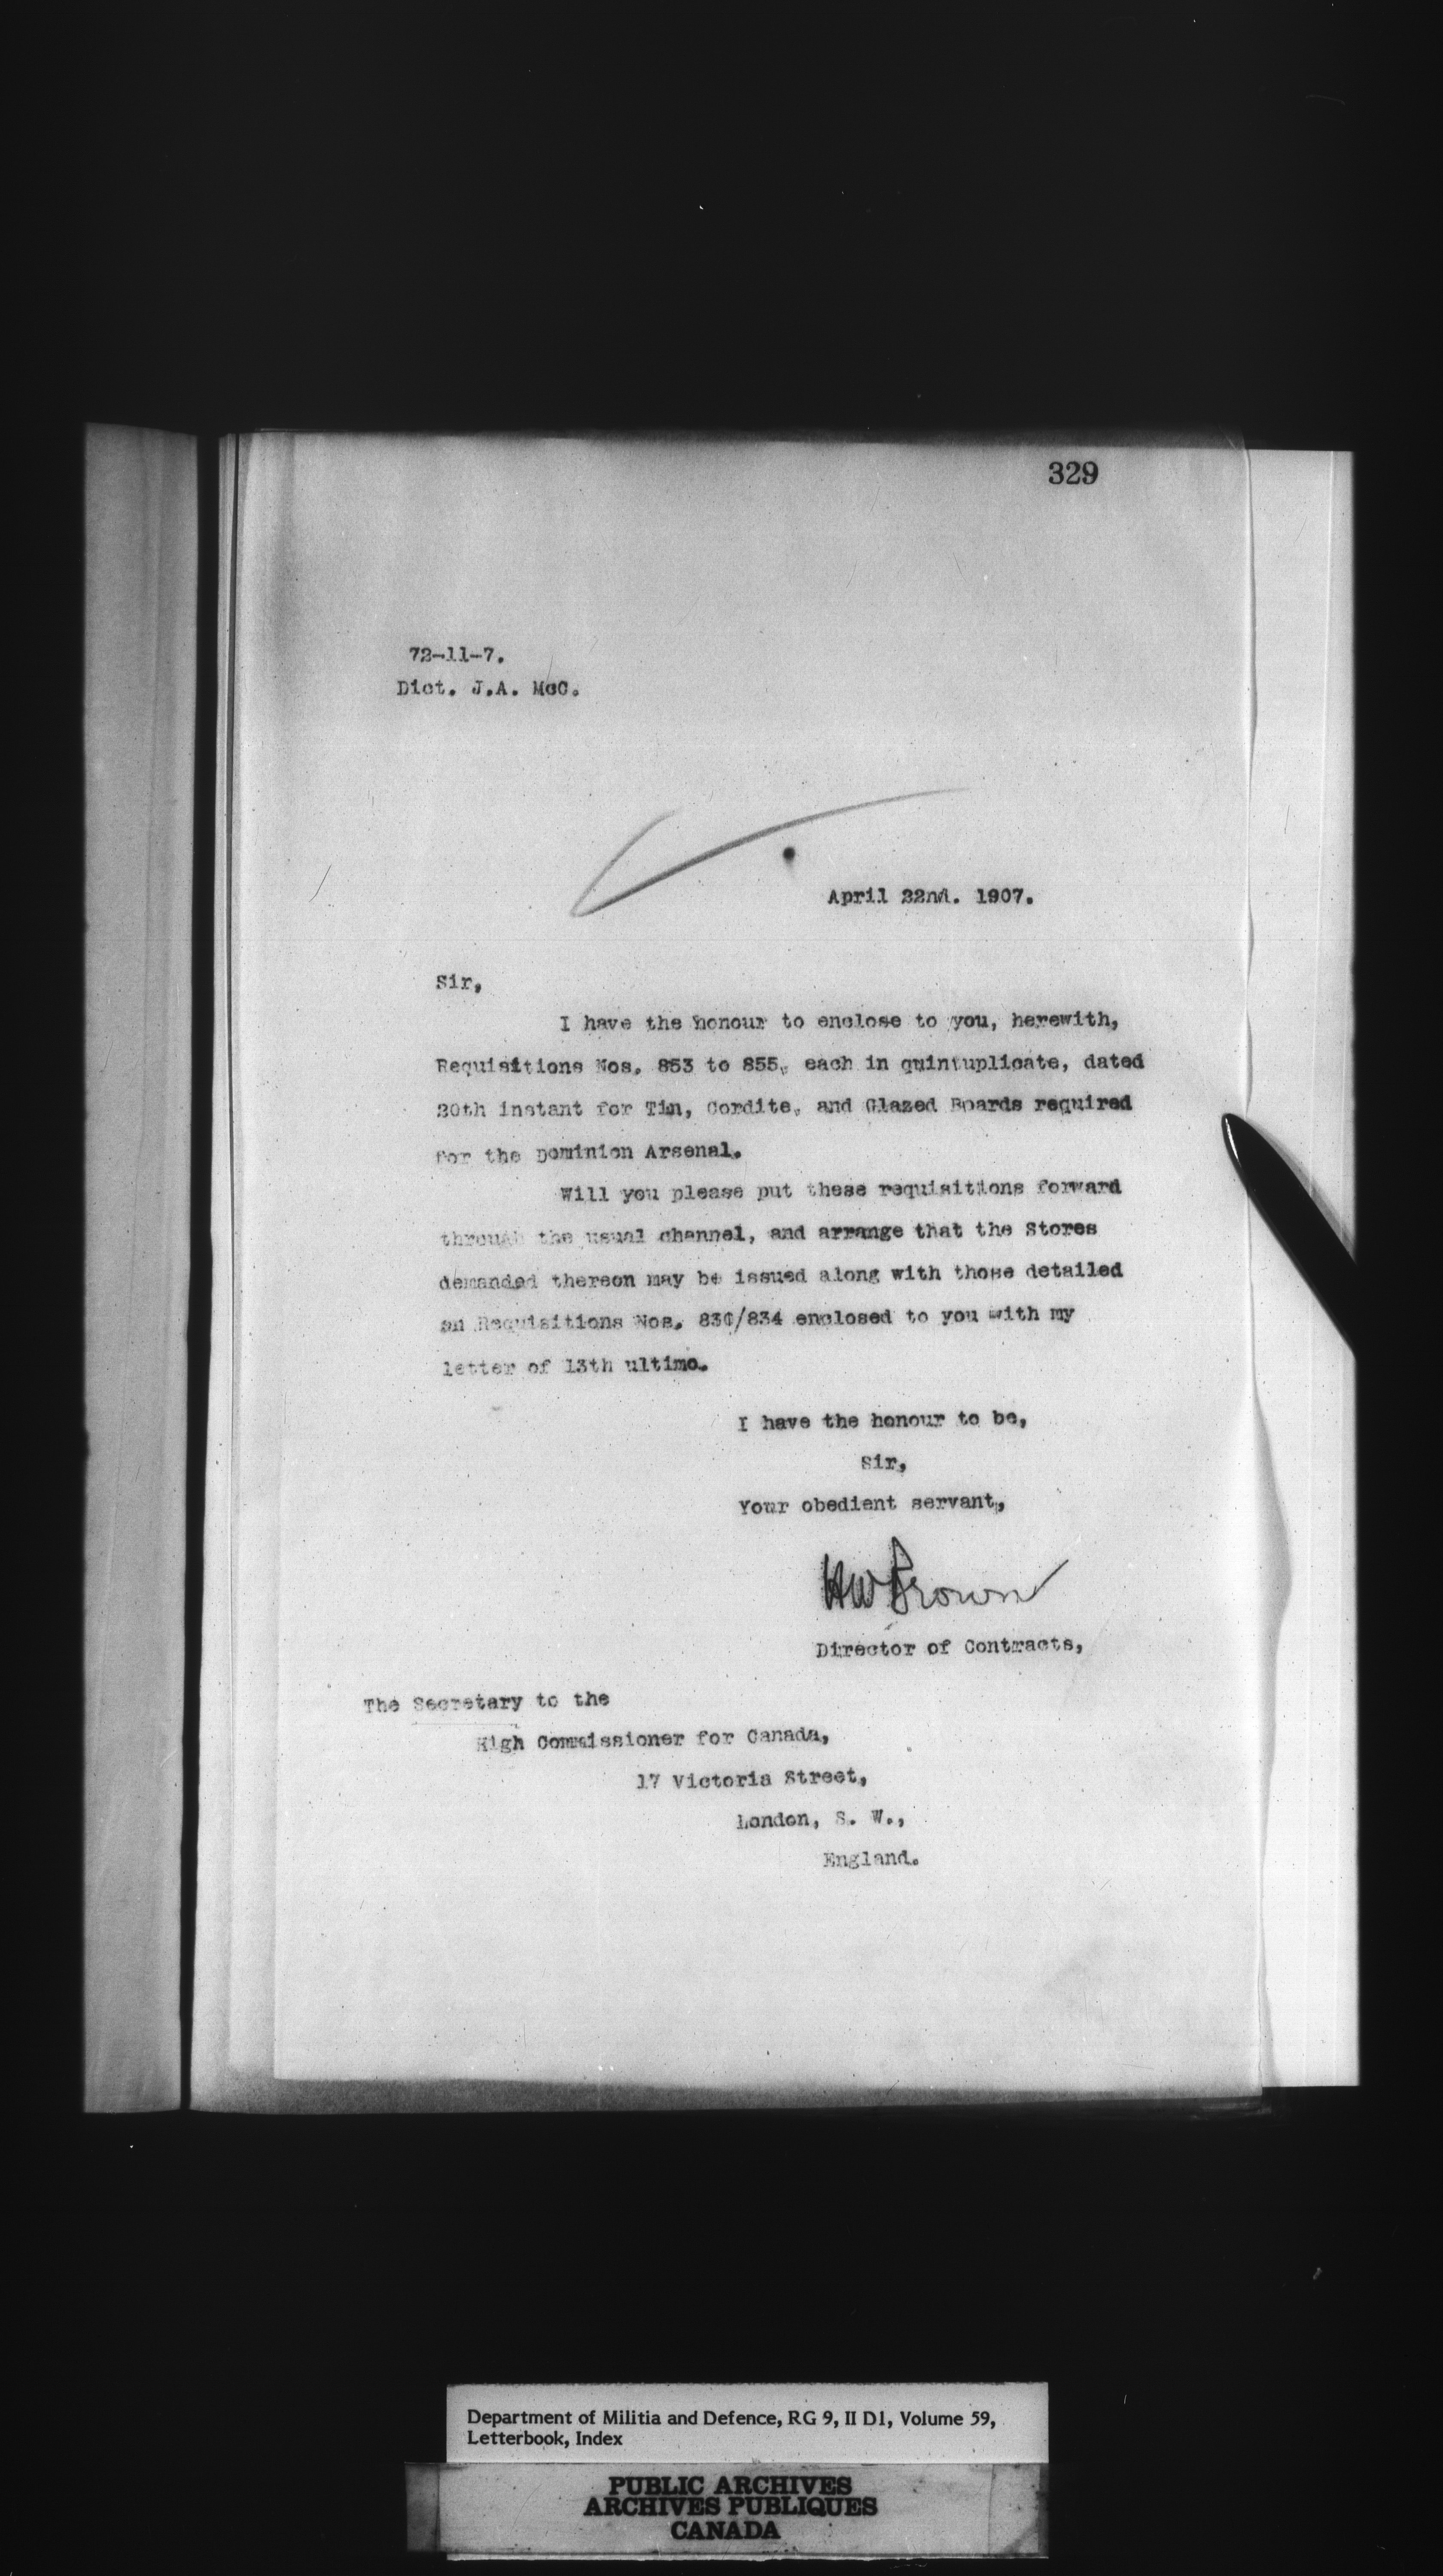 329
72-11-7.
Dict. J.A. McC.
April 22nd. 1907.
Sir,
I have the honour to enclose to you, herewith,
Requisitions Nos. 853 to 855, each in quintuplicate, dated
20th instant for Tin, Cordite, and Glazed Boards required
for the Dominion Arsenal.
Will you please put these requisitions forward
through the usual channel, and arrange that the Stores
demanded thereon may be issued along with those detailed
on Requisitions Nos. 830/834 enclosed to you with my
letter of 13th ultimo.
I have the honour to be,
Sir,
Your obedient servant,
HW Brown
Director of Contracts,
The Secretary to the
High Commissioner for Canada,
17 Victoria Street,
London, S. W.,
England.
Department of Militia and Defence, RG 9, II D1, Volume 59,
Letterbook, Index
PUBLIC ARCHIVES
ARCHIVES PUBLIQUES
CANADA